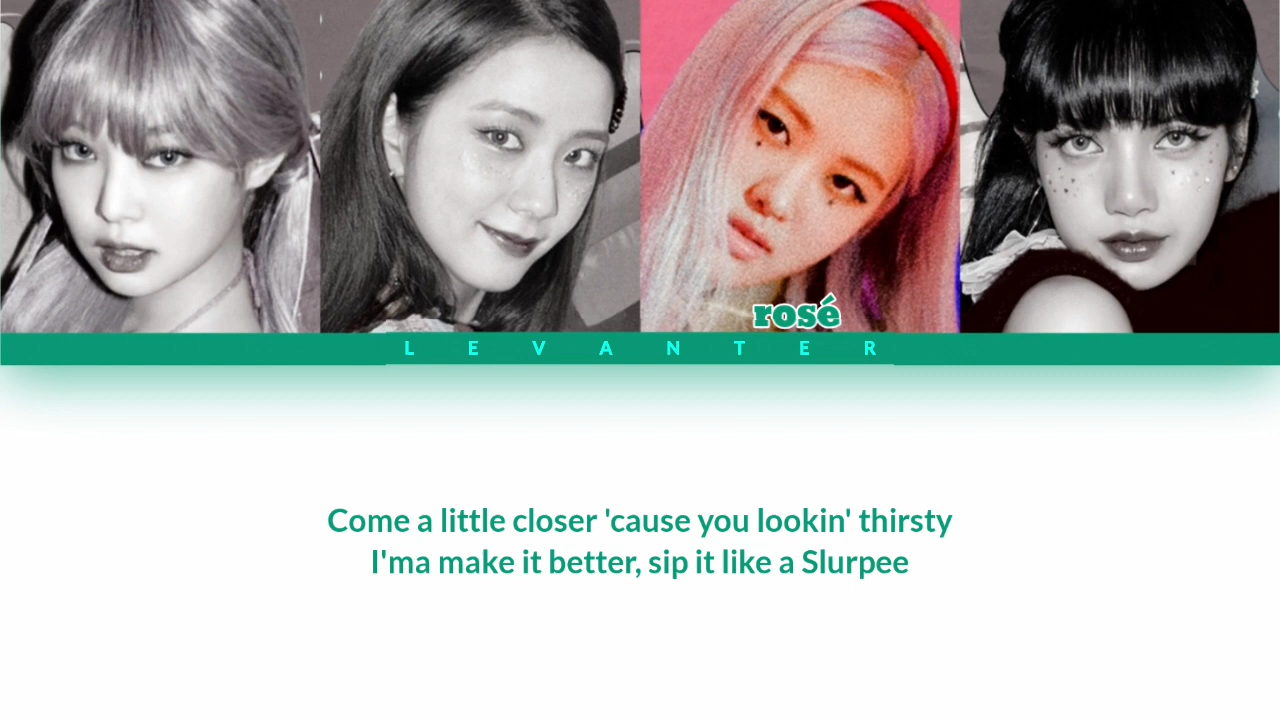 rosé
L E V A N T E R
Come a little closer 'cause you lookin' thirsty
I'ma make it better, sip it like a Slurpee